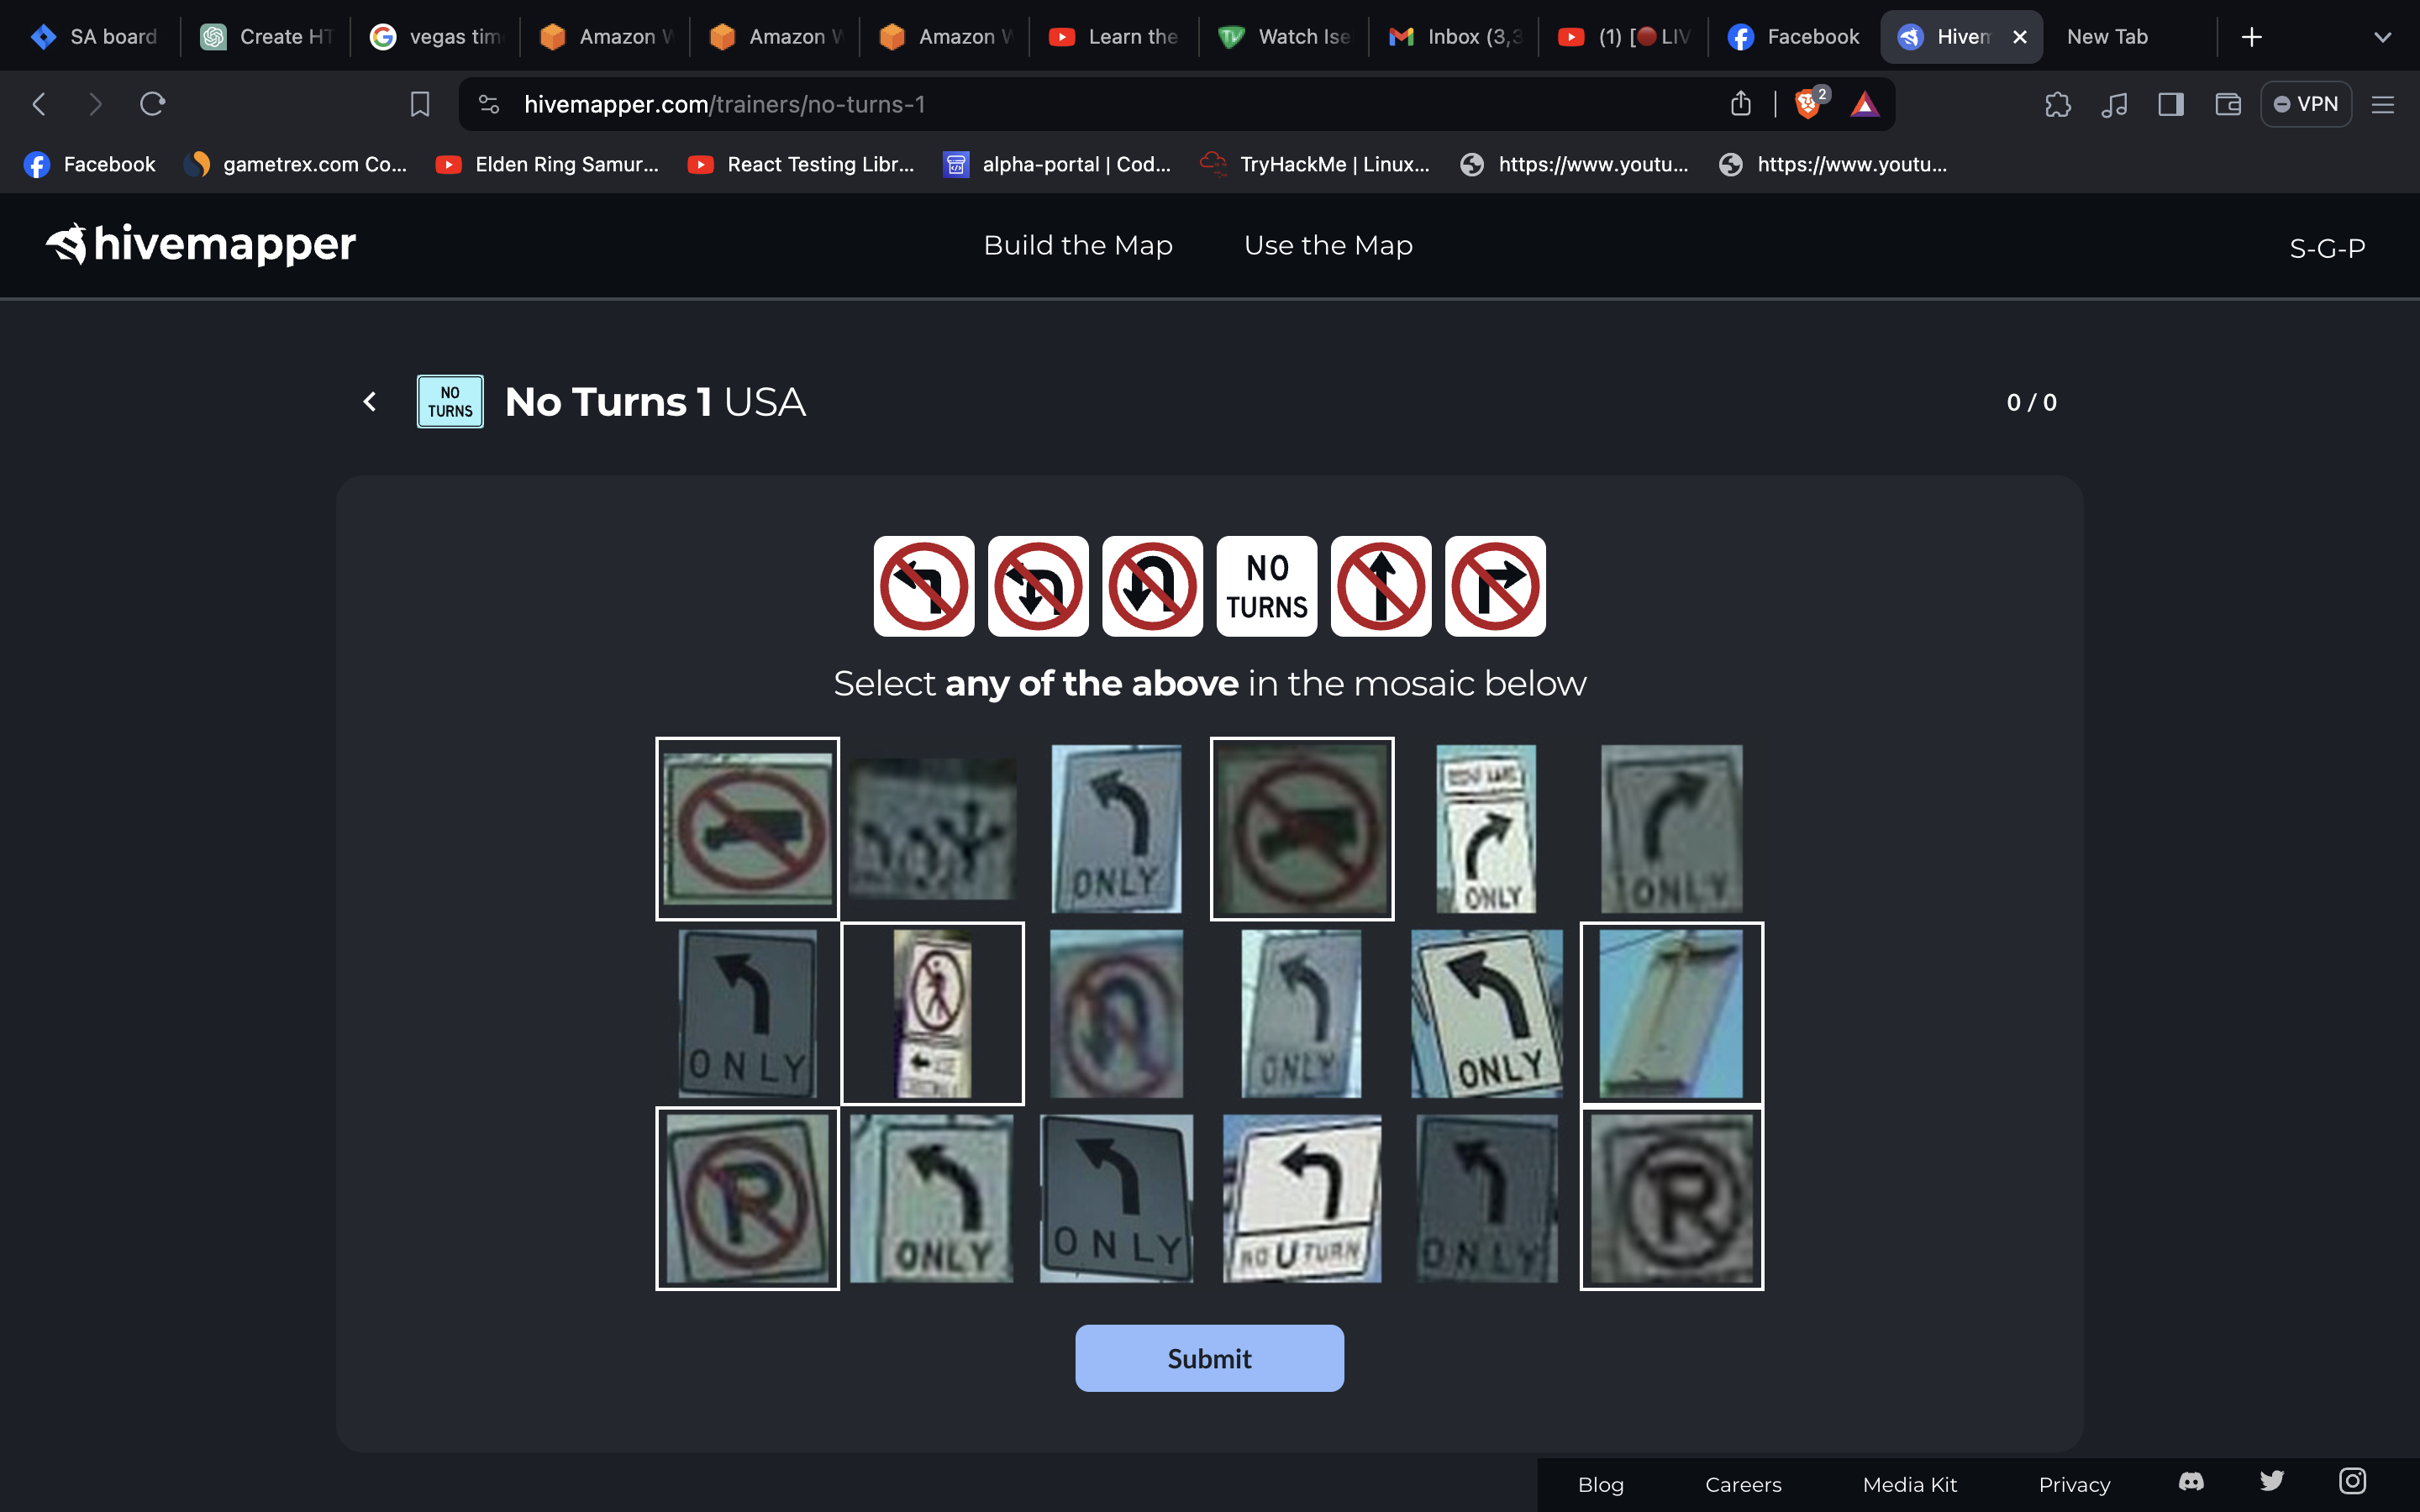 SA board
Create HT
vegas tim
Amazon W
Amazon W
Amazon W
Learn the
Watch Ise
Inbox (3,3
(1) [🔴 LIV
Facebook
Hivem
New Tab
hivemapper.com/trainers/no-turns-1
2
VPN
Facebook
gametrex.com Co...
Elden Ring Samur...
React Testing Libr...
alpha-portal | Cod...
TryHackMe | Linux...
https://www.youtu...
https://www.youtu...
hivemapper
Build the Map
Use the Map
S-G-P
NO
TURNS
No Turns 1 USA
0 / 0
NO
TURNS
Select any of the above in the mosaic below
ONLY
ONLY
ONLY
ONLY
ONLY
ONLY
P
ONLY
ONLY
NO U TURN
ONLY
P
Submit
Blog
Careers
Media Kit
Privacy